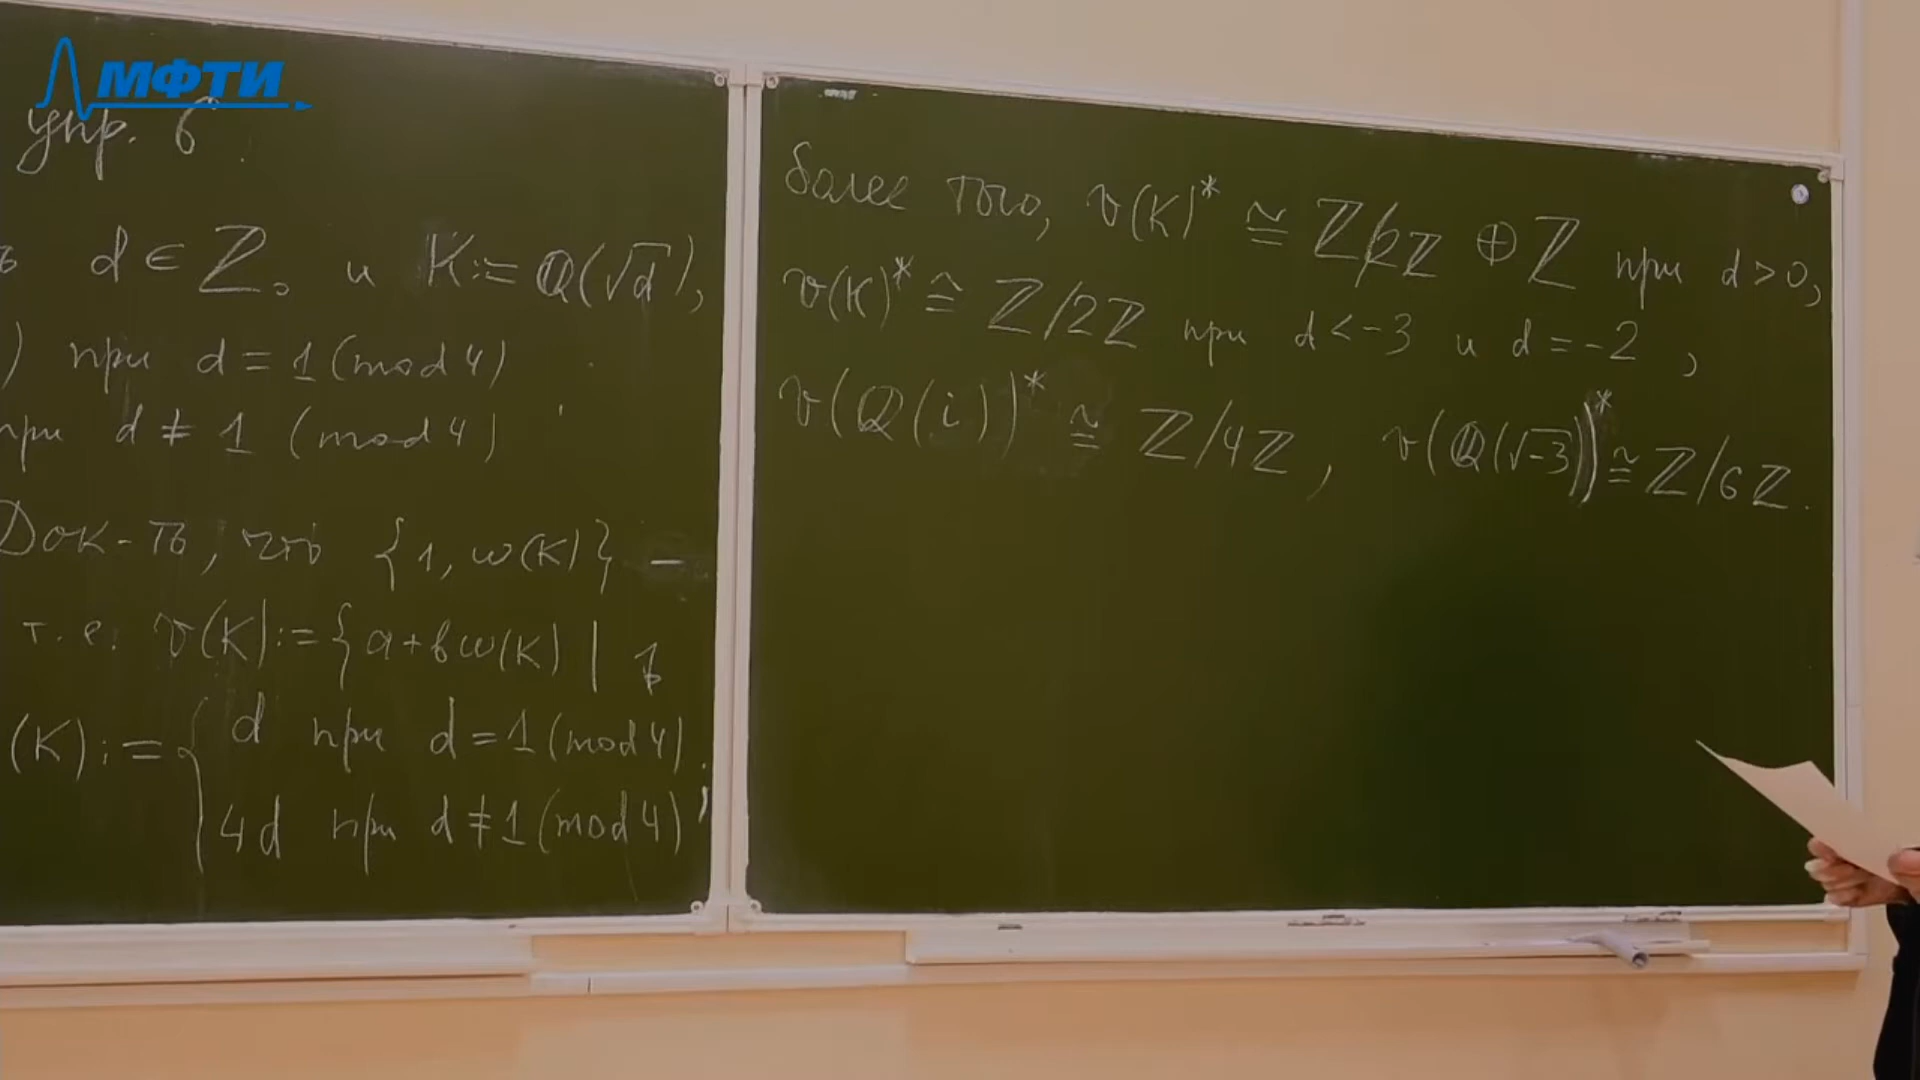 МФТИ
упр. 6
d ∈ ℤ₀ и K := ℚ(√d),
) при d = 1 (mod 4)
при d ≠ 1 (mod 4)
Док-ть, что {1, w(K)} –
т.е. v(K) := {a + bw(K) |
(K) := { d при d = 1 (mod 4)
4d при d ≠ 1 (mod 4)
более того, v(K)* ≅ ℤ/2ℤ ⊕ ℤ при d > 0,
v(K)* ≅ ℤ/2ℤ при d < -3 и d = -2,
v(ℚ(i))* ≅ ℤ/4ℤ, v(ℚ(√-3))* ≅ ℤ/6ℤ.